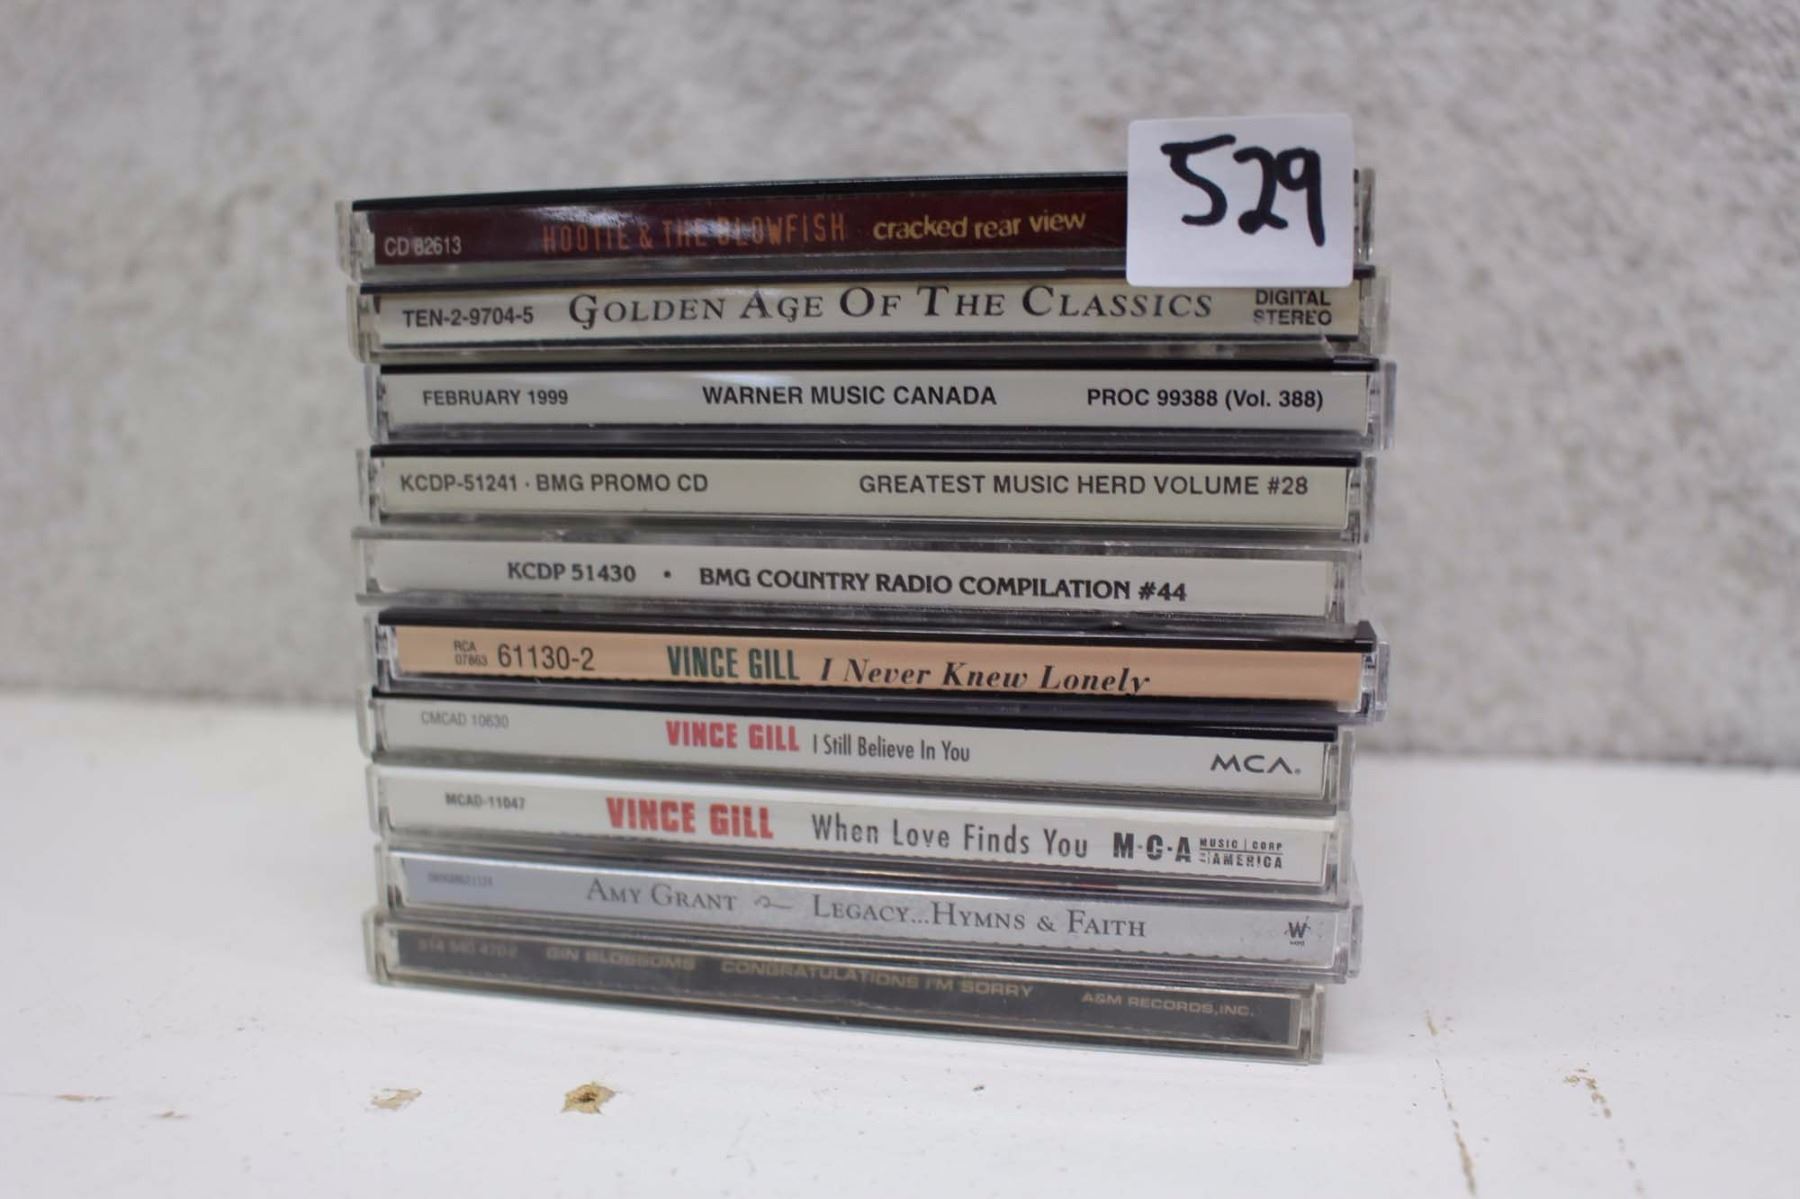 529
CD 82613 HOOTIE & THE BLOWFISH cracked rear view
TEN-2-9704-5 GOLDEN AGE OF THE CLASSICS DIGITAL STEREO
FEBRUARY 1999 WARNER MUSIC CANADA PROC 99388 (Vol. 388)
KCDP-51241 · BMG PROMO CD GREATEST MUSIC HERD VOLUME #28
KCDP 51430 • BMG COUNTRY RADIO COMPILATION #44
RCA 07863 61130-2 VINCE GILL I Never Knew Lonely
CMCAD 10630 VINCE GILL I Still Believe In You MCA.
MCAD-11047 VINCE GILL When Love Finds You M·C·A MUSIC CORP AMERICA
AMY GRANT LEGACY...HYMNS & FAITH W
GIN BLOSSOMS CONGRATULATIONS I'M SORRY A&M RECORDS, INC.